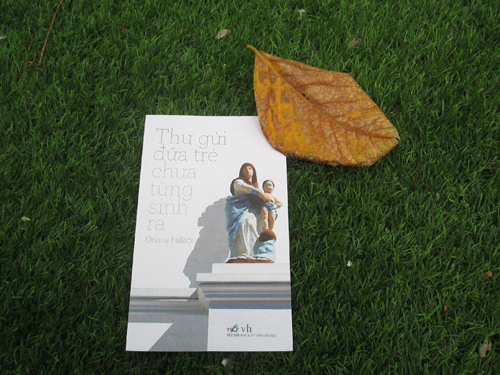 Thư gửi
đứa trẻ
chưa
từng
sinh
ra
Oriana Fallaci
vh